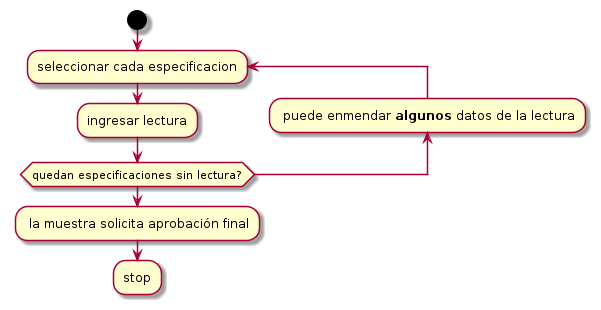 seleccionar cada especificacion
puede enmendar algunos datos de la lectura
ingresar lectura
quedan especificaciones sin lectura?
la muestra solicita aprobación final
stop